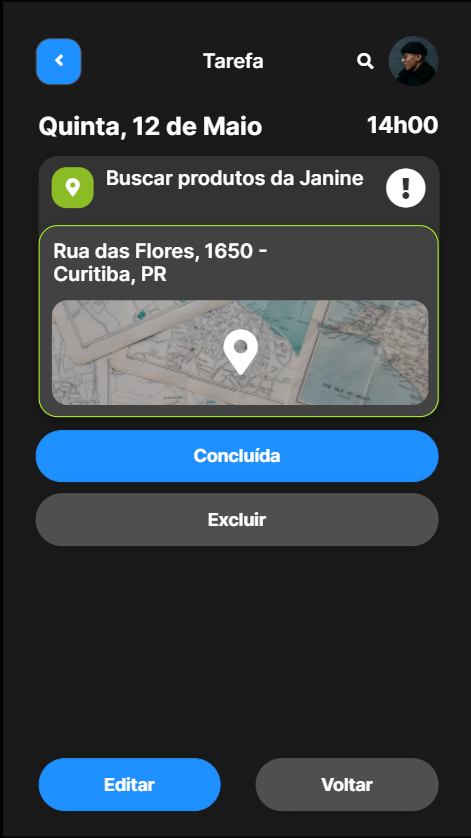 Tarefa
Quinta, 12 de Maio
14h00
Buscar produtos da Janine
Rua das Flores, 1650 -
Curitiba, PR
Concluída
Excluir
Editar
Voltar